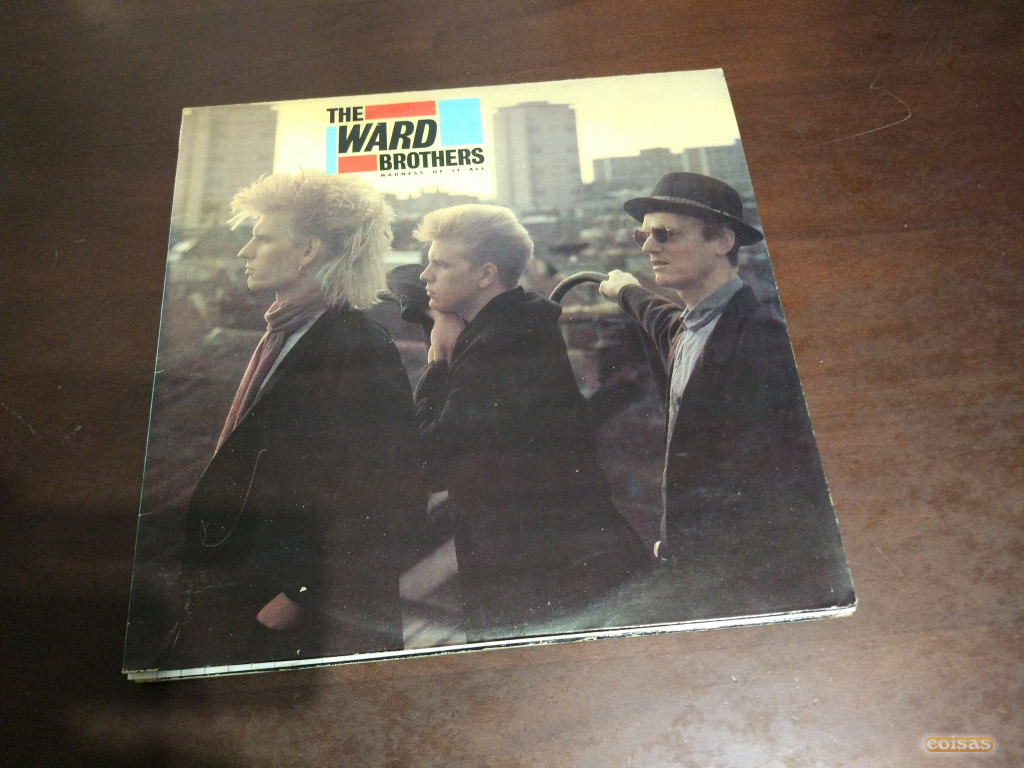 THE
WARD
BROTHERS
MADNESS OF IT ALL
coisas